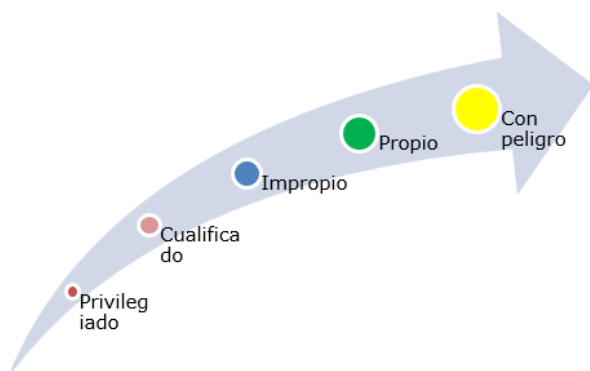 Con
peligro
Propio
Impropio
Cualifica
do
Privileg
iado